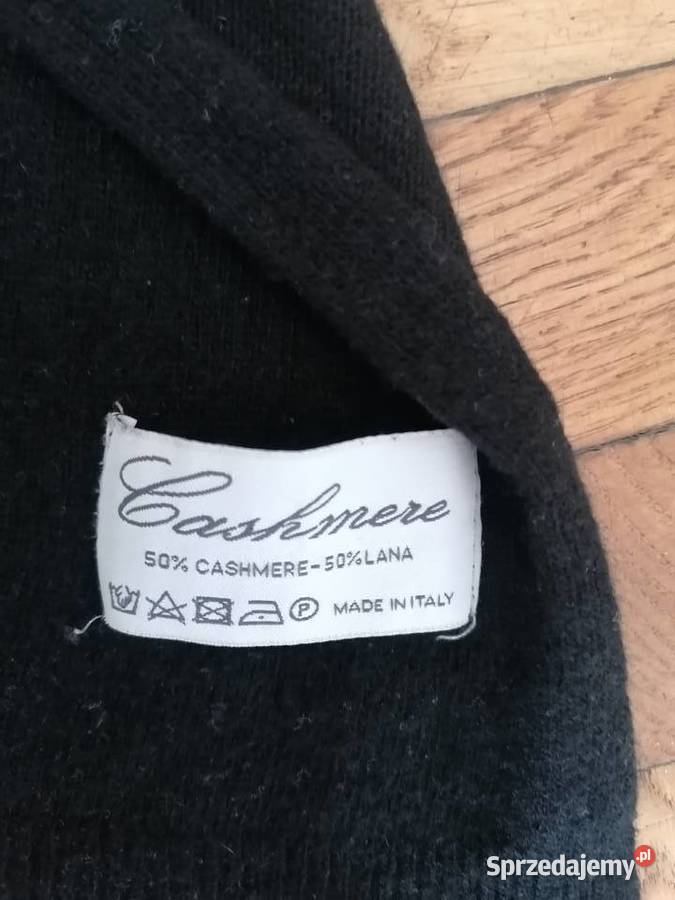 Cashmere
50% CASHMERE-50% LANA
P MADE IN ITALY
Sprzedajemy.pl